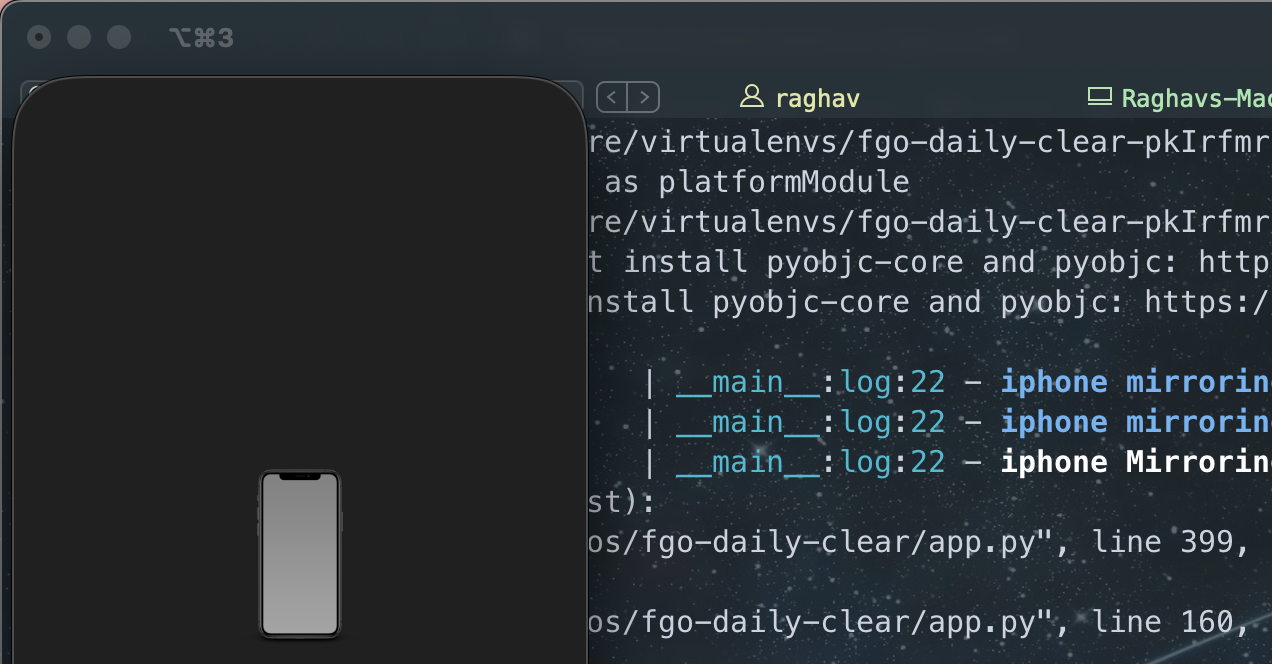 ⌥⌘3
raghav
Raghavs-Mac
re/virtualenvs/fgo-daily-clear-pkIrfmr
as platformModule
re/virtualenvs/fgo-daily-clear-pkIrfmr
t install pyobjc-core and pyobjc: http
nstall pyobjc-core and pyobjc: https:/
| __main__:log:22 - iphone mirrorin
| __main__:log:22 - iphone mirrorin
| __main__:log:22 - iphone Mirrorin
st):
os/fgo-daily-clear/app.py", line 399,
os/fgo-daily-clear/app.py", line 160,